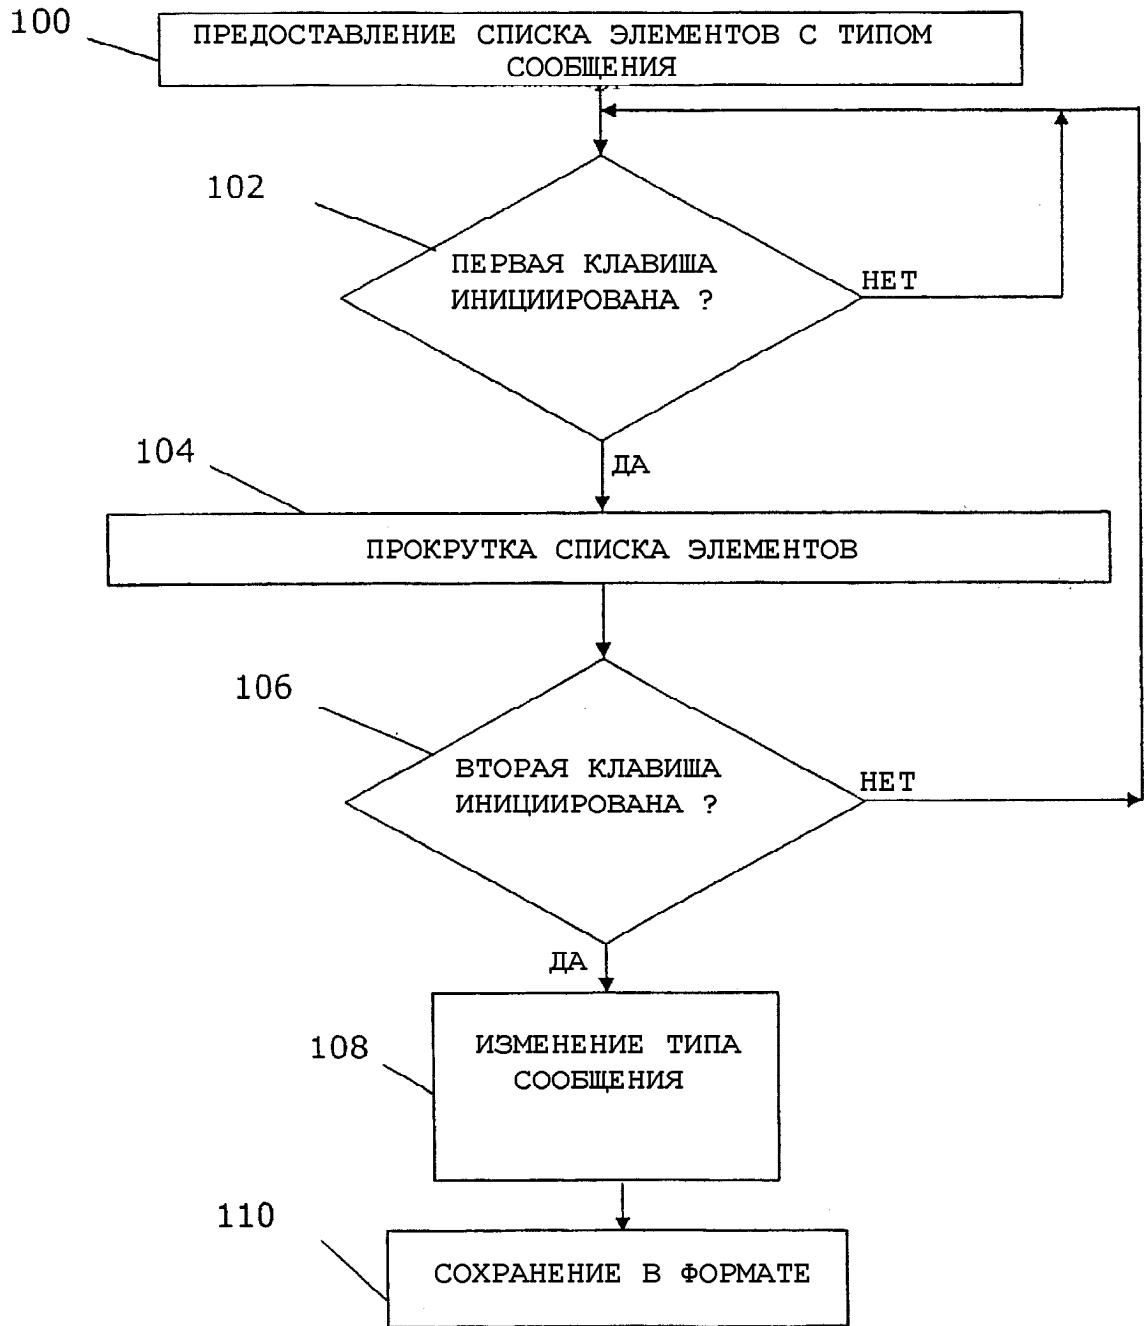 100
ПРЕДОСТАВЛЕНИЕ СПИСКА ЭЛЕМЕНТОВ С ТИПОМ
СООБЩЕНИЯ
102
ПЕРВАЯ КЛАВИША
ИНИЦИИРОВАНА ?
НЕТ
ДА
104
ПРОКРУТКА СПИСКА ЭЛЕМЕНТОВ
106
ВТОРАЯ КЛАВИША
ИНИЦИИРОВАНА ?
НЕТ
ДА
108
ИЗМЕНЕНИЕ ТИПА
СООБЩЕНИЯ
110
СОХРАНЕНИЕ В ФОРМАТЕ